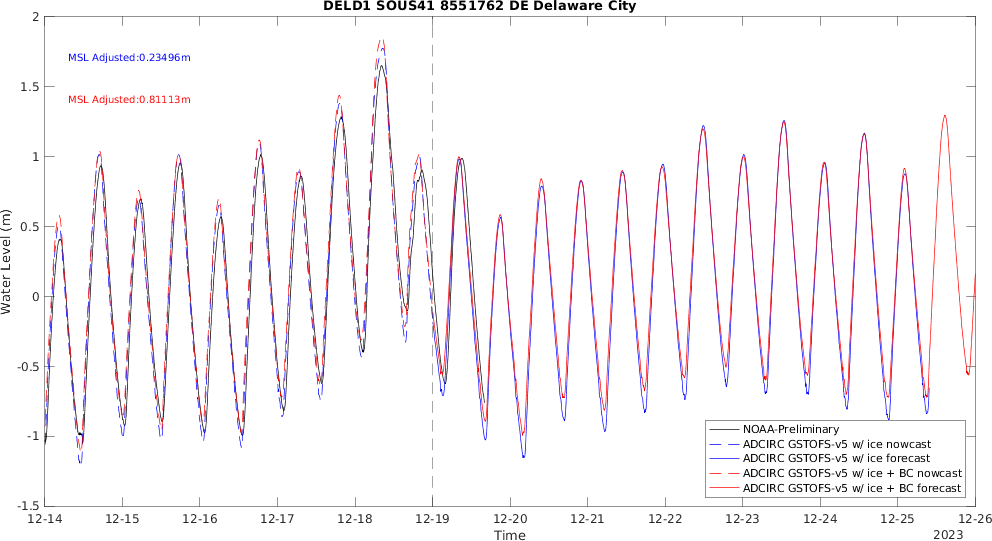 DELD1 SOUS41 8551762 DE Delaware City
2
1.5
1
0.5
0
-0.5
-1
-1.5
Water Level (m)
MSL Adjusted:0.23496m
MSL Adjusted:0.81113m
NOAA-Preliminary
ADCIRC GSTOFS-v5 w/ ice nowcast
ADCIRC GSTOFS-v5 w/ ice forecast
ADCIRC GSTOFS-v5 w/ ice + BC nowcast
ADCIRC GSTOFS-v5 w/ ice + BC forecast
12-14 12-15 12-16 12-17 12-18 12-19 12-20 12-21 12-22 12-23 12-24 12-25 12-26
Time
2023